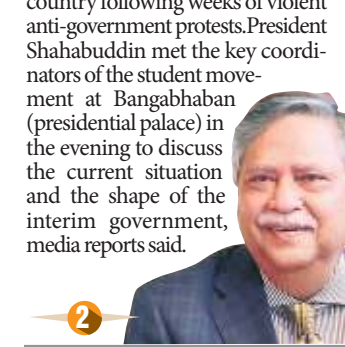 country following weeks of violent
anti-government protests.President
Shahabuddin met the key coordi-
nators of the student move-
ment at Bangabhaban
(presidential palace) in
the evening to discuss
the current situation
and the shape of the
interim government,
media reports said.
2